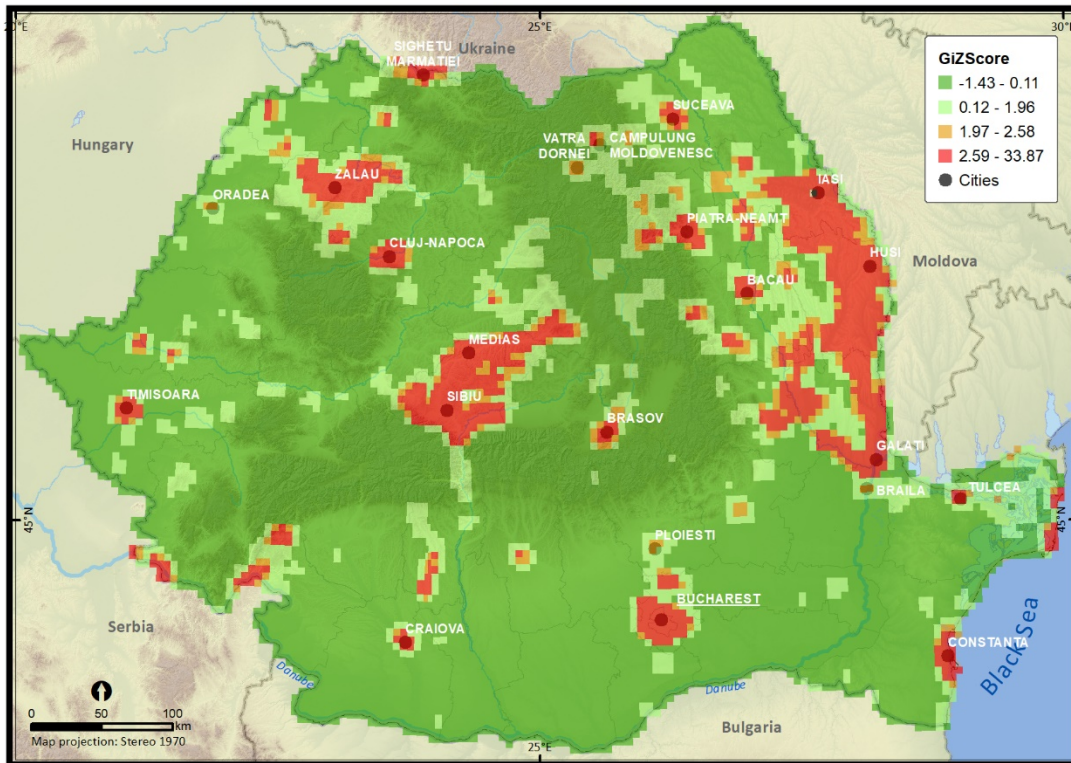 20°E
25°E
30°E
Ukraine
SIGHETU
MARMATIEI
GiZScore
-1.43 - 0.11
0.12 - 1.96
1.97 - 2.58
2.59 - 33.87
Cities
SUCEAVA
Hungary
VATRA
DORNEI
CAMPULUNG
MOLDOVENESC
ZALAU
ORADEA
IASI
PIATRA-NEAMT
CLUJ-NAPOCA
HUSI
Moldova
BACAU
MEDIAS
TIMISOARA
SIBIU
BRASOV
GALATI
BRAILA
TULCEA
45°N
45°N
PLOIESTI
BUCHAREST
Serbia
CRAIOVA
CONSTANTA
Black Sea
Danube
Danube
Bulgaria
0 50 100
km
Map projection: Stereo 1970
25°E